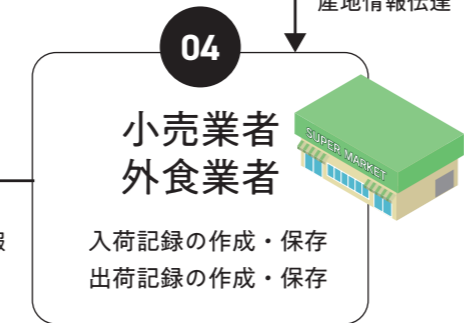 産地情報伝達
04
小売業者
外食業者
SUPER MARKET
報
入荷記録の作成・保存
出荷記録の作成・保存